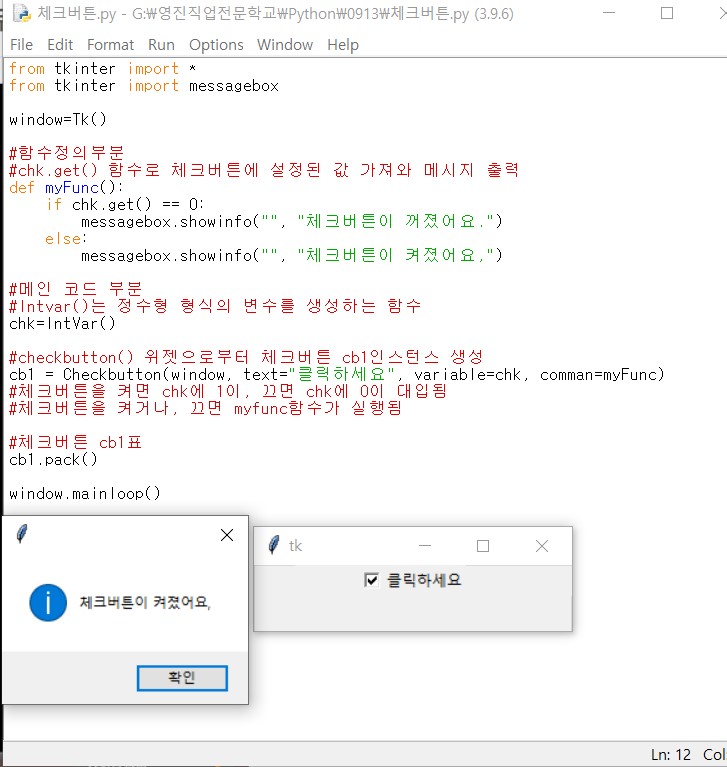 체크버튼.py - G:\영진직업전문학교\Python\0913\체크버튼.py (3.9.6)
File Edit Format Run Options Window Help
from tkinter import *
from tkinter import messagebox
window=Tk()
#함수정의부분
#chk.get() 함수로 체크버튼에 설정된 값 가져와 메시지 출력
def myFunc():
    if chk.get() == 0:
        messagebox.showinfo("", "체크버튼이 꺼졌어요.")
    else:
        messagebox.showinfo("", "체크버튼이 켜졌어요,")
#메인 코드 부분
#Intvar()는 정수형 형식의 변수를 생성하는 함수
chk=IntVar()
#checkbutton() 위젯으로부터 체크버튼 cb1인스턴스 생성
cb1 = Checkbutton(window, text="클릭하세요", variable=chk, comman=myFunc)
#체크버튼을 켜면 chk에 1이, 끄면 chk에 0이 대입됨
#체크버튼을 켜거나, 끄면 myfunc함수가 실행됨
#체크버튼 cb1표
cb1.pack()
window.mainloop()
tk
클릭하세요
체크버튼이 켜졌어요,
확인
Ln: 12 Col: